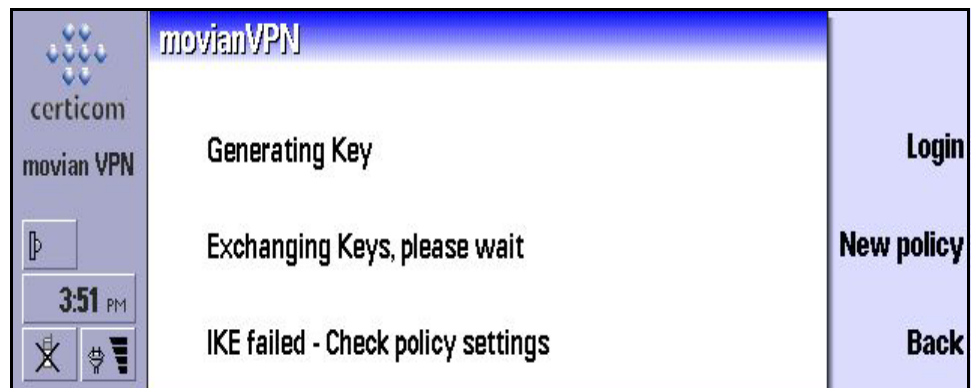 certicom
movian VPN
3:51 PM
movianVPN
Generating Key
Exchanging Keys, please wait
IKE failed - Check policy settings
Login
New policy
Back